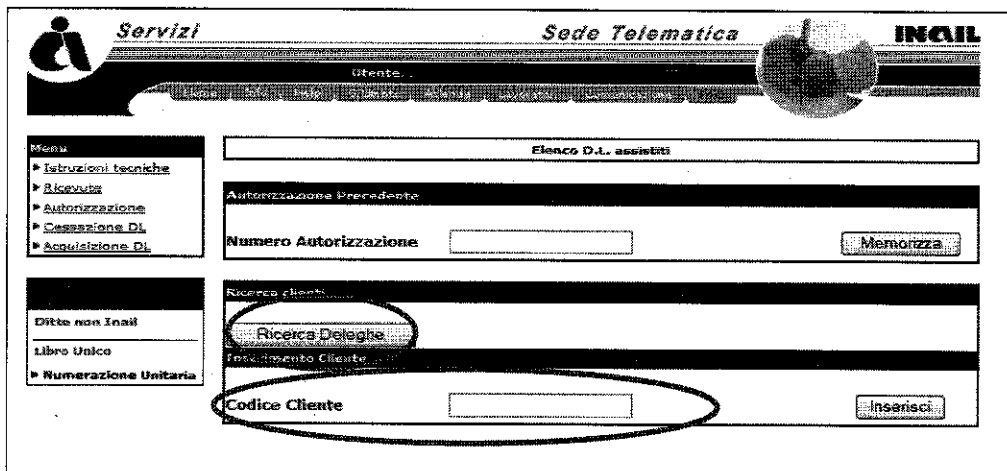 Servizi
Sede Telematica
INAIL
Utente..
Menu
Istruzioni tecniche
Ricevute
Autorizzazione
Cessazione DL
Acquisizione DL
Ditte non Inail
Libro Unico
Numerazione Unitaria
Elenco D.L. assistiti
Autorizzazione Precedente
Numero Autorizzazione
Memorizza
Ricerca clienti
Ricerca Deleghe
Inserimento Cliente
Codice Cliente
Inserisci